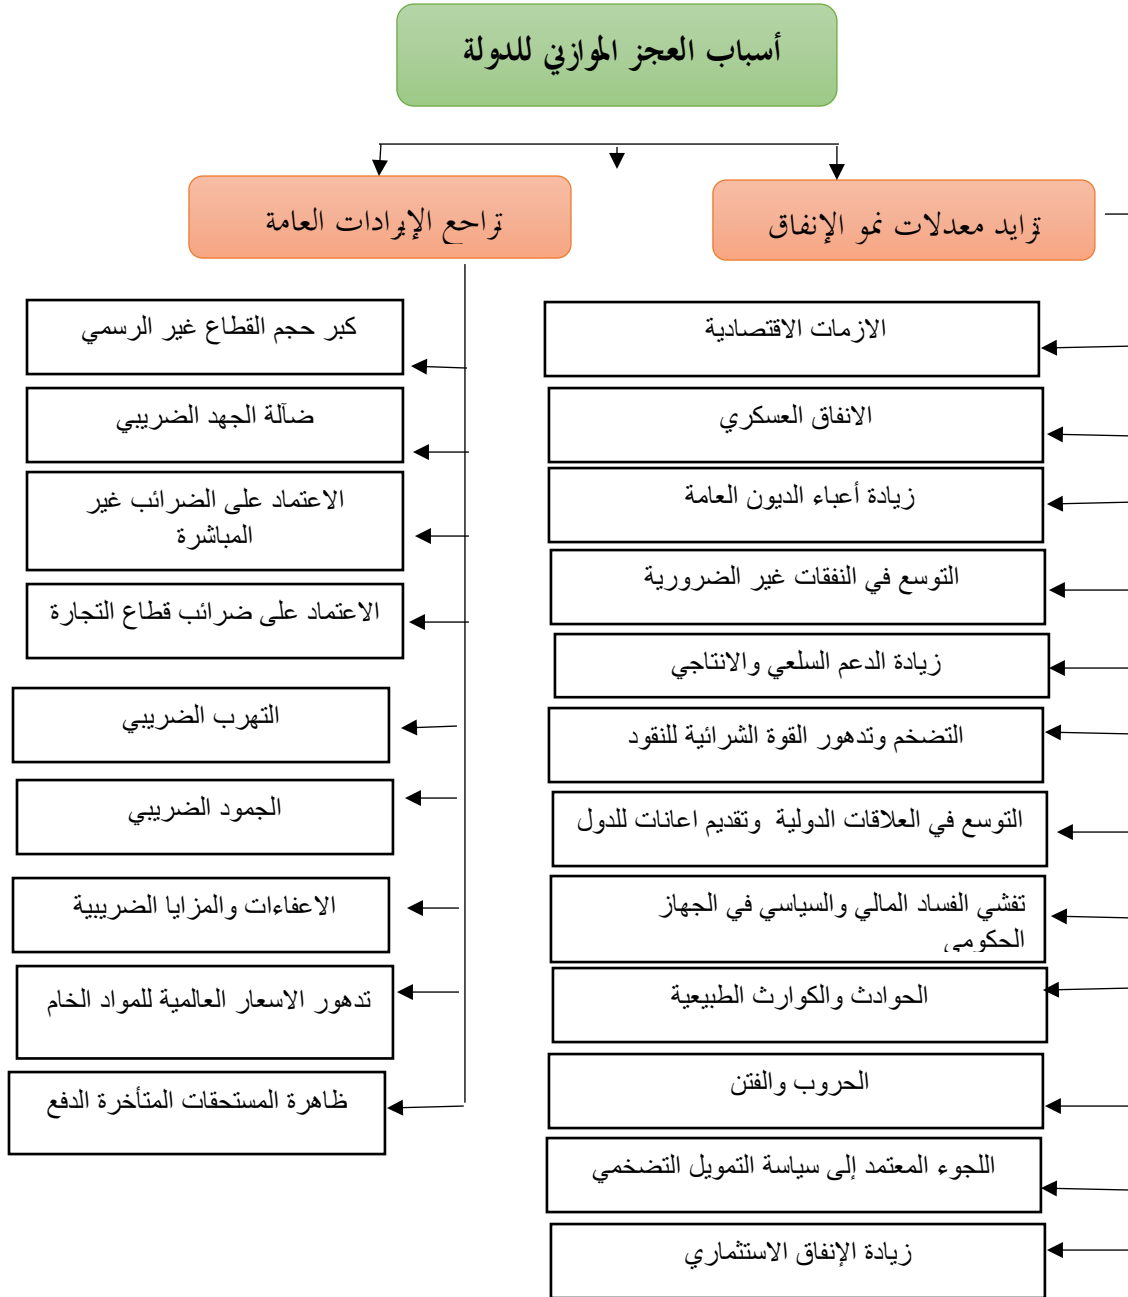 أسباب العجز الموازني للدولة
تزايد معدلات نمو الإنفاق
الازمات الاقتصادية
الانفاق العسكري
زيادة أعباء الديون العامة
التوسع في النفقات غير الضرورية
زيادة الدعم السلعي والانتاجي
التضخم وتدهور القوة الشرائية للنقود
التوسع في العلاقات الدولية وتقديم اعانات للدول
تفشي الفساد المالي والسياسي في الجهاز
الحكومي
الحوادث والكوارث الطبيعية
الحروب والفتن
اللجوء المعتمد إلى سياسة التمويل التضخمي
زيادة الإنفاق الاستثماري
تراجع الإيرادات العامة
كبر حجم القطاع غير الرسمي
ضآلة الجهد الضريبي
الاعتماد على الضرائب غير
المباشرة
الاعتماد على ضرائب قطاع التجارة
التهرب الضريبي
الجمود الضريبي
الاعفاءات والمزايا الضريبية
تدهور الاسعار العالمية للمواد الخام
ظاهرة المستحقات المتأخرة الدفع